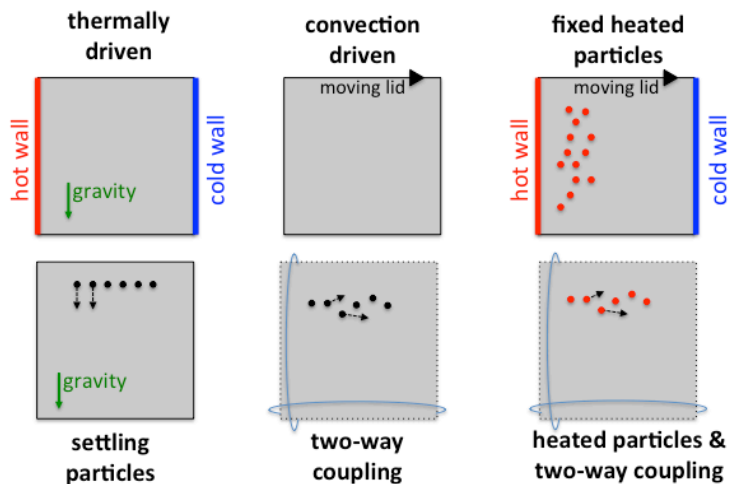 thermally
driven
convection
driven
fixed heated
particles
hot wall
gravity
cold wall
moving lid
moving lid
hot wall
cold wall
gravity
settling
particles
two-way
coupling
heated particles &
two-way coupling